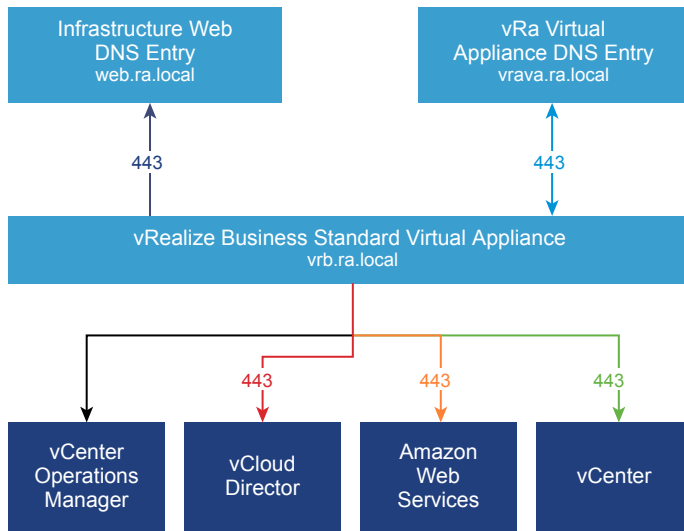 Infrastructure Web
DNS Entry
web.ra.local
vRa Virtual
Appliance DNS Entry
vrava.ra.local
443
443
vRealize Business Standard Virtual Appliance
vrb.ra.local
443
443
443
vCenter
Operations
Manager
vCloud
Director
Amazon
Web
Services
vCenter